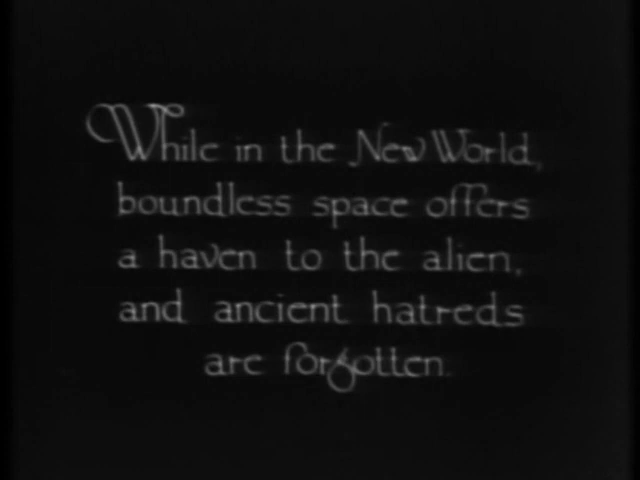 While in the New World,
boundless space offers
a haven to the alien,
and ancient hatreds
are forgotten.